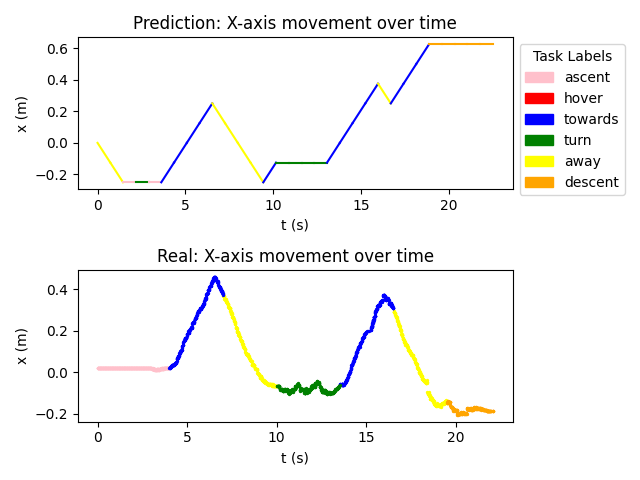 Prediction: X-axis movement over time
x (m)
0.6
0.4
0.2
0.0
−0.2
0
5
10
15
20
t (s)
Task Labels
ascent
hover
towards
turn
away
descent
Real: X-axis movement over time
x (m)
0.4
0.2
0.0
−0.2
0
5
10
15
20
t (s)